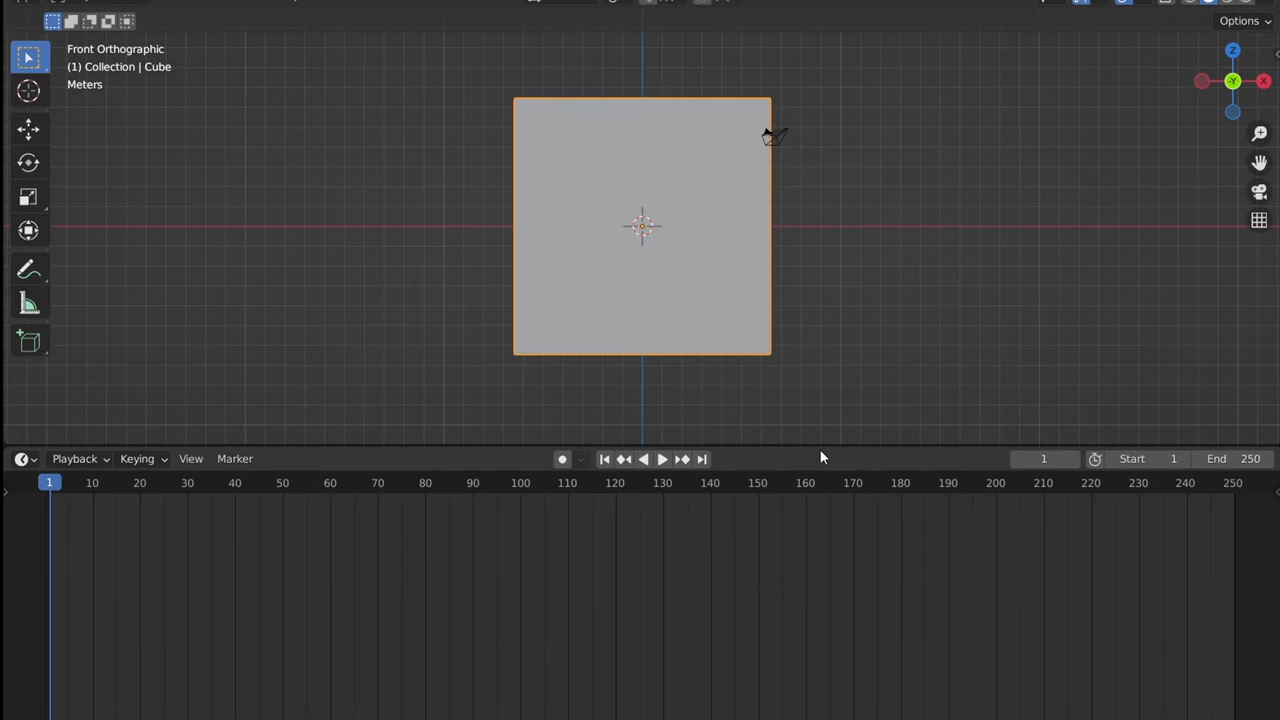 Options
Front Orthographic
(1) Collection | Cube
Meters
Z
-Y
X
Playback Keying View Marker 1 Start 1 End 250
1 10 20 30 40 50 60 70 80 90 100 110 120 130 140 150 160 170 180 190 200 210 220 230 240 250